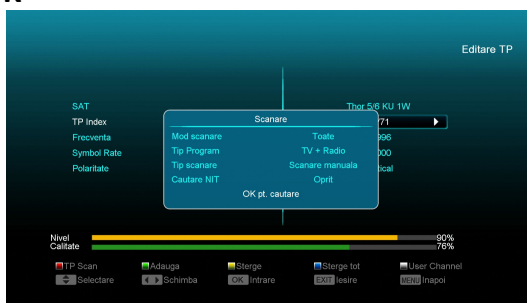 Editare TP
SAT Thor 5/6 KU 1W
TP Index /71
Frecventa 996
Symbol Rate 000
Polaritate tical
Scanare
Mod scanare Toate
Tip Program TV + Radio
Tip scanare Scanare manuala
Cautare NIT Oprit
OK pt. cautare
Nivel 90%
Calitate 76%
TP Scan Adauga Sterge Sterge tot User Channel
Selectare Schimba OK Intrare EXIT Iesire MENU Inapoi